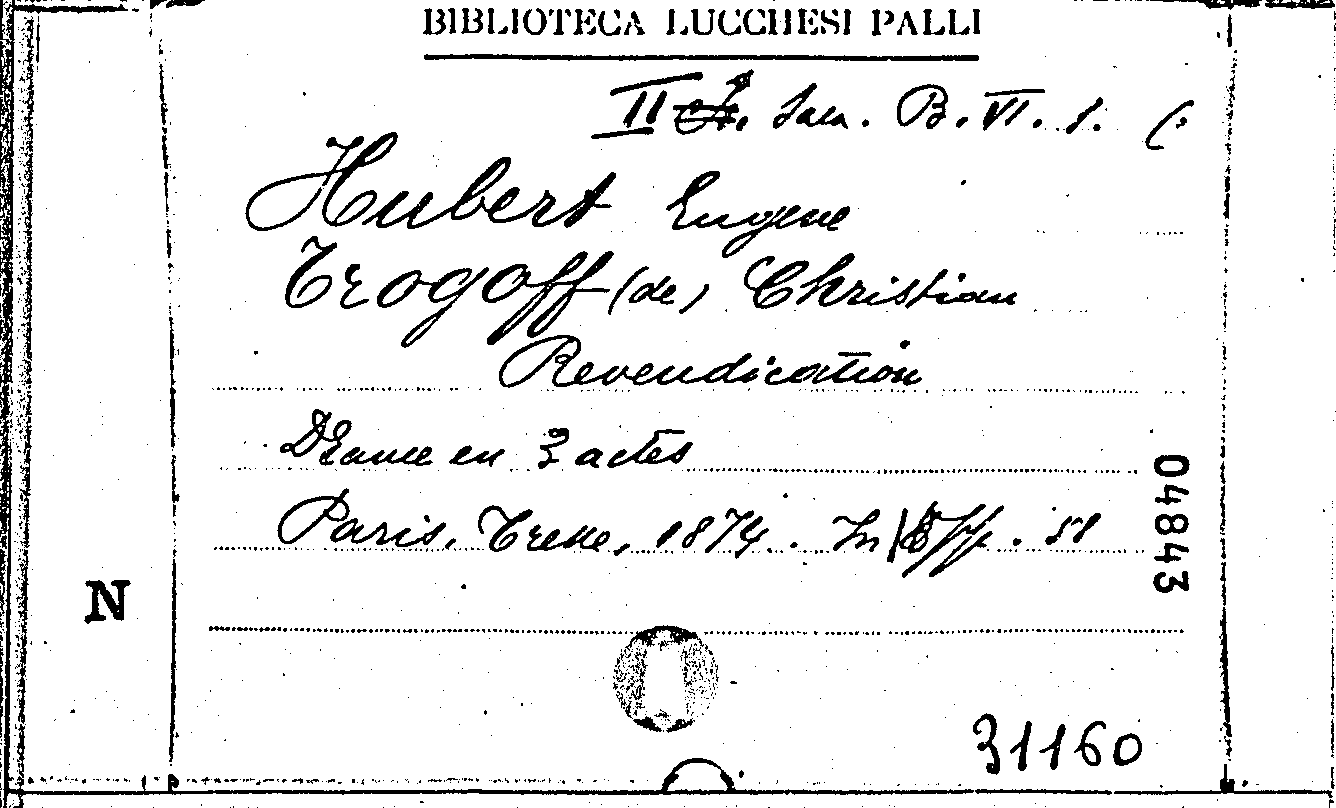 BIBLIOTECA LUCCHESI PALLI
II Sala. B. VI. 1. (:
Hubert Eugene
Trogoff (de) Christian
Revendication
Drame en 3 actes
Paris, Tresse, 1874. In 8 pp. 51
04843
N
31160